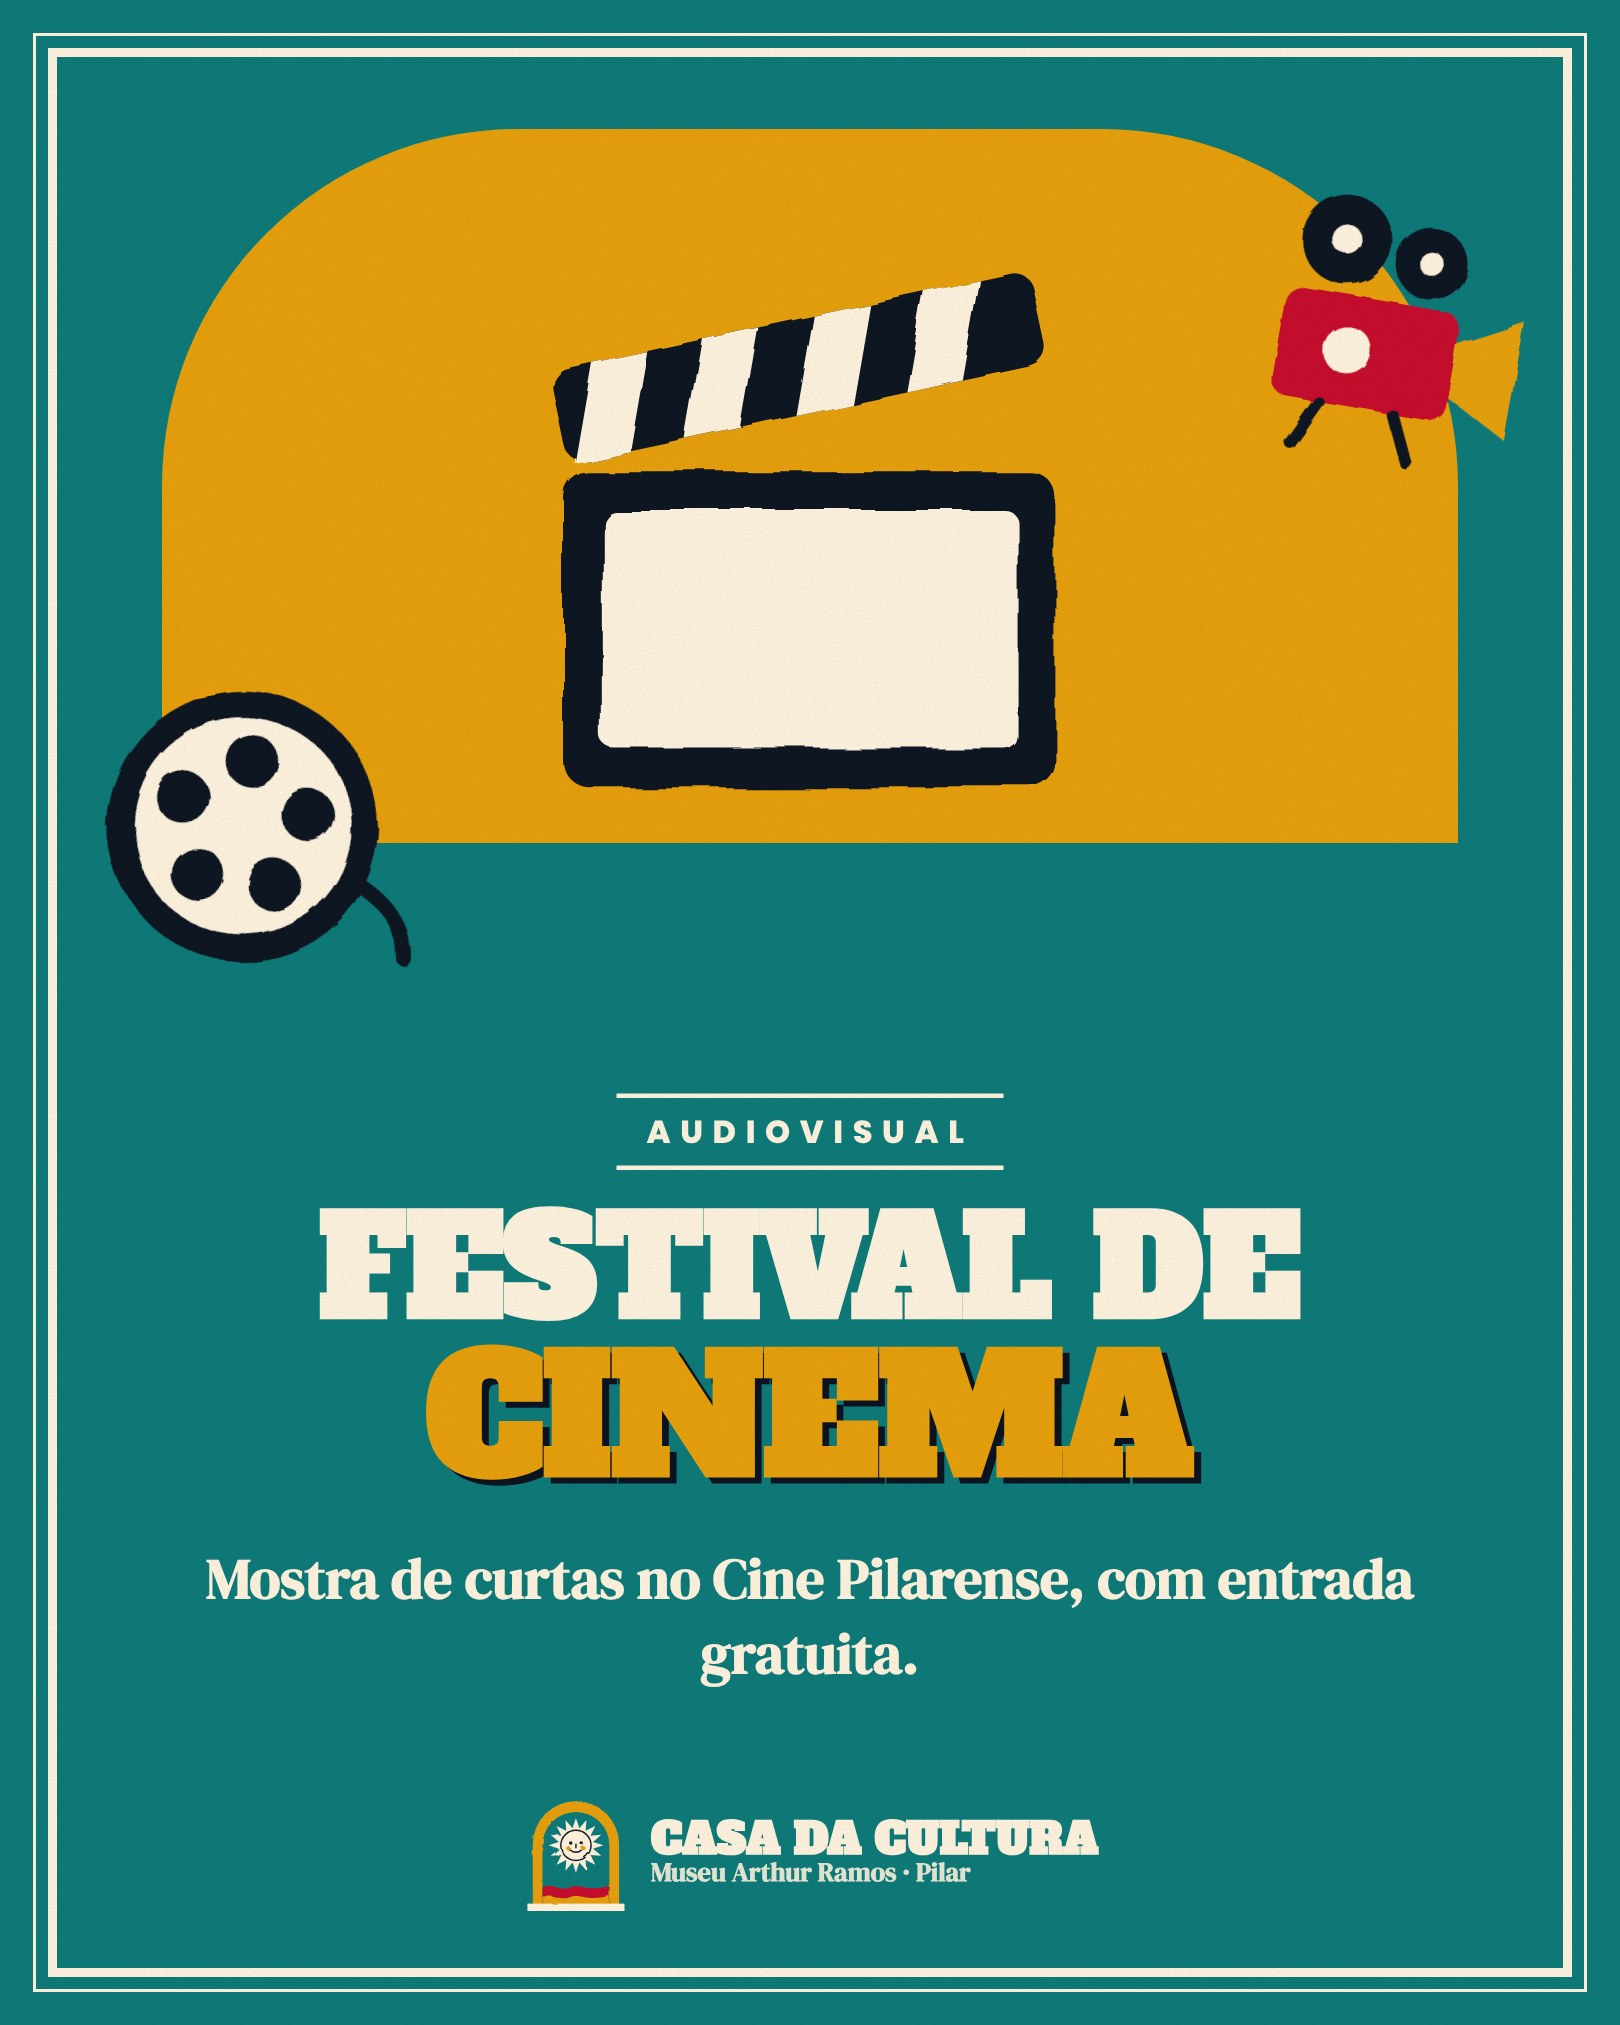 AUDIOVISUAL
FESTIVAL DE
CINEMA
Mostra de curtas no Cine Pilarense, com entrada
gratuita.
CASA DA CULTURA
Museu Arthur Ramos · Pilar